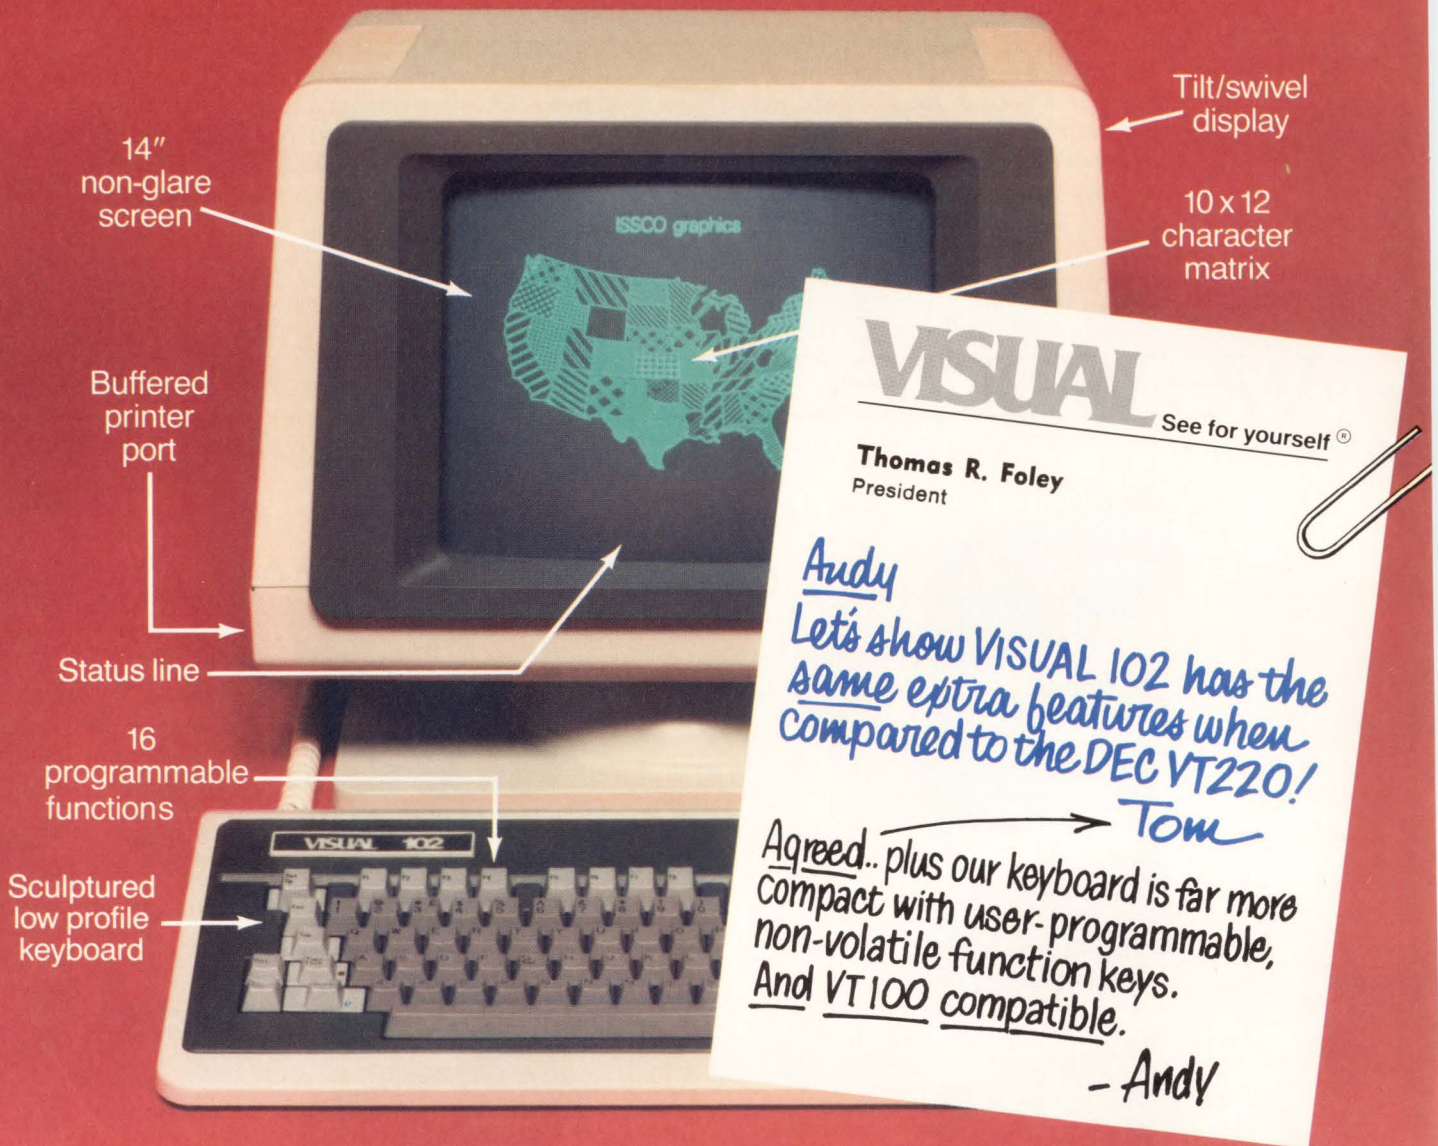 14"
non-glare
screen
Buffered
printer
port
Status line
16
programmable
functions
Sculptured
low profile
keyboard
Tilt/swivel
display
10 x 12
character
matrix
ISSCO graphics
VISUAL 102
VISUAL
See for yourself ®
Thomas R. Foley
President
Andy
Let's show VISUAL 102 has the
same extra features when
compared to the DEC VT220!
Tom
Agreed.. plus our keyboard is far more
compact with user-programmable,
non-volatile function keys.
And VT100 compatible.
- Andy